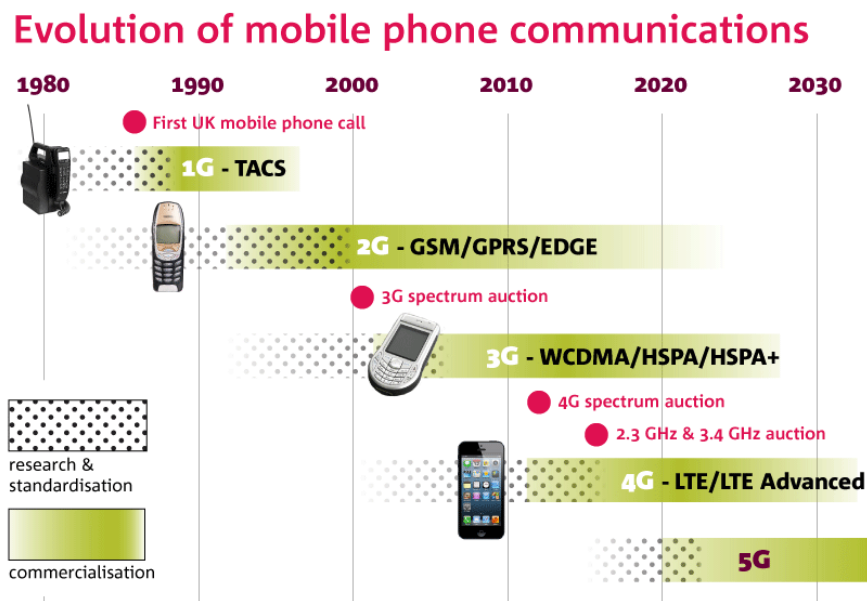 Evolution of mobile phone communications
1980 1990 2000 2010 2020 2030
First UK mobile phone call
1G - TACS
2G - GSM/GPRS/EDGE
3G spectrum auction
3G - WCDMA/HSPA/HSPA+
4G spectrum auction
2.3 GHz & 3.4 GHz auction
4G - LTE/LTE Advanced
5G
research &
standardisation
commercialisation